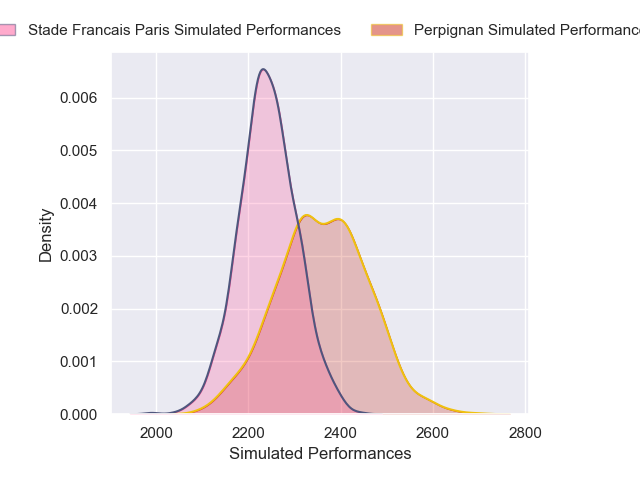 Stade Francais Paris Simulated Performances Perpignan Simulated
0.006
0.005
0.004
0.003
0.002
0.001
0.000
Density
2000 2200 2400 2600 2800
Simulated Performances